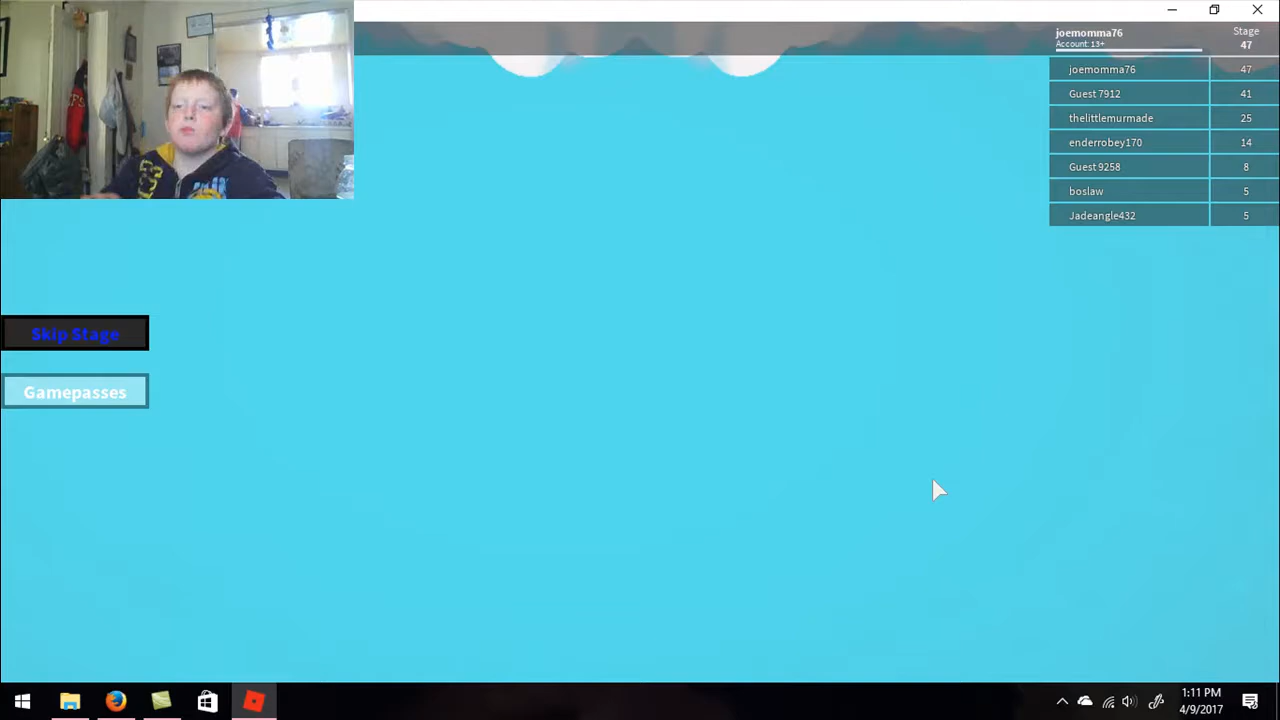 joemomma76
Account: 13+
Stage
47
joemomma76 47
Guest 7912 41
thelittlemurmade 25
enderrobey170 14
Guest 9258 8
boslaw 5
Jadeangle432 5
Skip Stage
Gamepasses
1:11 PM
4/9/2017